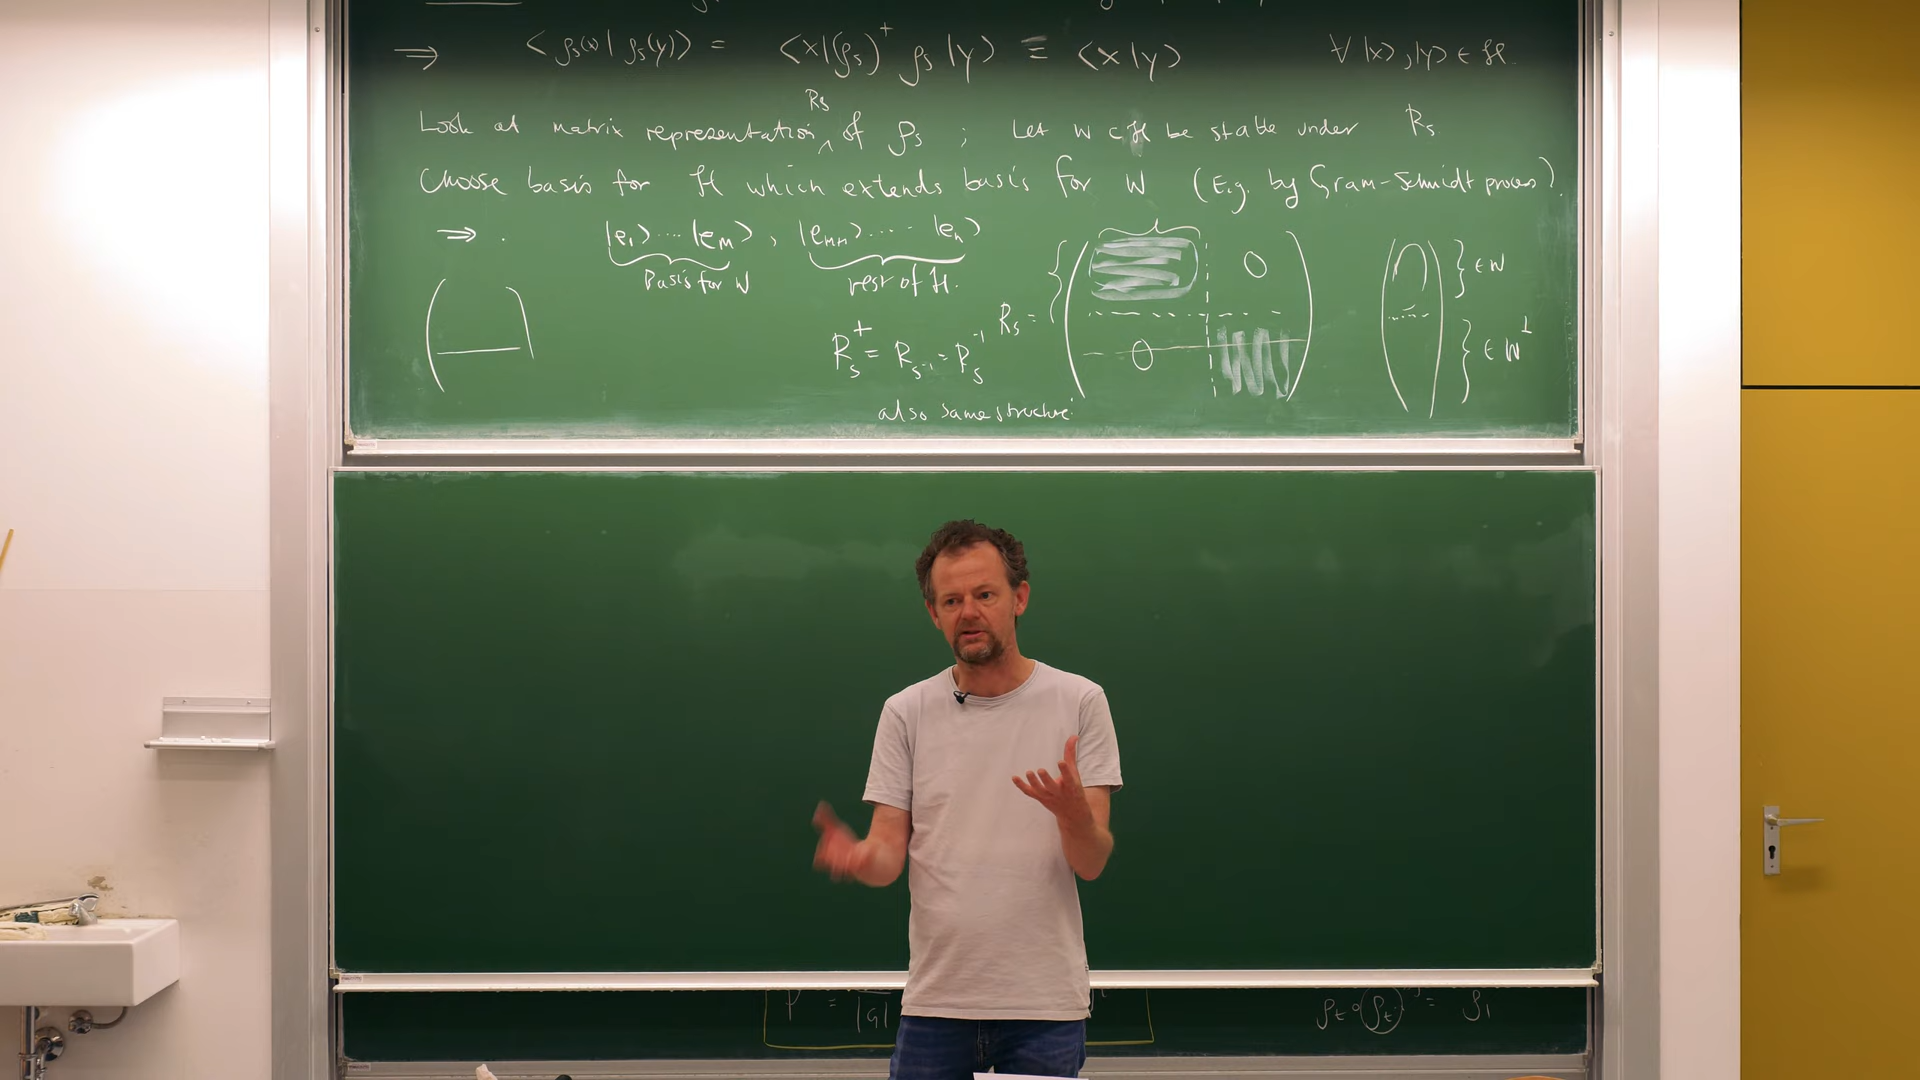 ⇒ < ρs(x) | ρs(y) > = <x|(ρs)† ρs |y> ≡ <x|y> ∀ |x>,|y> ∈ H.
Rs
Look at matrix representation ∧ of ρs ; Let W ⊂ H be stable under Rs
Choose basis for H which extends basis for W (E.g. by Gram-Schmidt process).
⇒ . |e1> ... |eM> , |eM+1> ... |en>
Basis for W rest of H.
Rs = 0 0
} ∈ W
} ∈ W⊥
Rs† = Rs-1 = Rs-1
also same structure
P = |G|
ρt ∘ ρt = ρ1